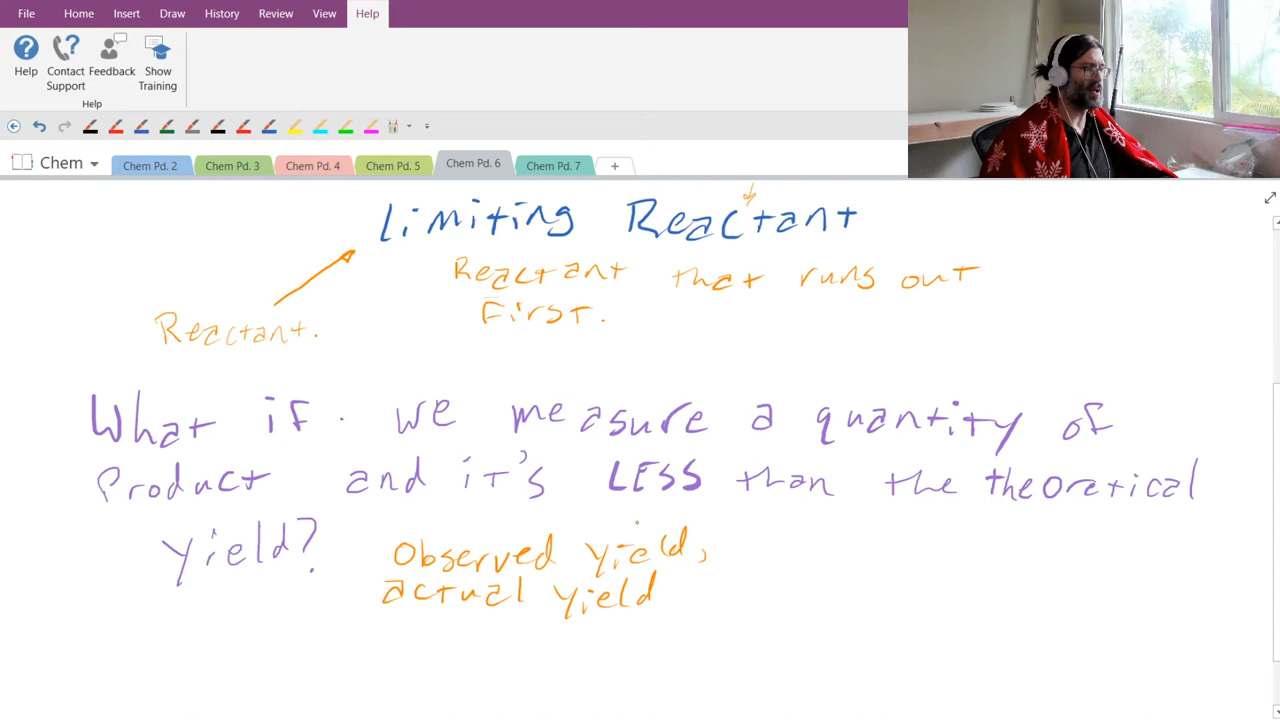 File Home Insert Draw History Review View Help
Help Contact Support Feedback Show Training
Help
Chem Chem Pd. 2 Chem Pd. 3 Chem Pd. 4 Chem Pd. 5 Chem Pd. 6 Chem Pd. 7
Limiting Reactant
Reactant that runs out
First.
Reactant.
What if we measure a quantity of
Product and it's LESS than the theoratical
yield?
Observed yield,
actual yield